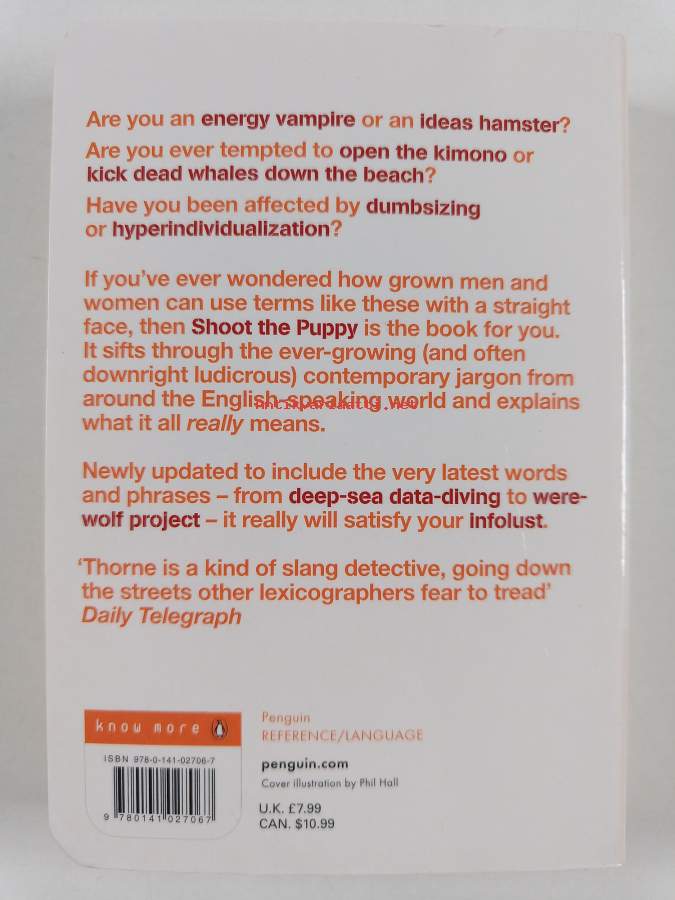 Are you an energy vampire or an ideas hamster?
Are you ever tempted to open the kimono or
kick dead whales down the beach?
Have you been affected by dumbsizing
or hyperindividualization?
If you've ever wondered how grown men and
women can use terms like these with a straight
face, then Shoot the Puppy is the book for you.
It sifts through the ever-growing (and often
downright ludicrous) contemporary jargon from
around the English-speaking world and explains
antikvariaatti.net
what it all really means.
Newly updated to include the very latest words
and phrases – from deep-sea data-diving to were-
wolf project – it really will satisfy your infolust.
‘Thorne is a kind of slang detective, going down
the streets other lexicographers fear to tread’
Daily Telegraph
know more
Penguin
REFERENCE/LANGUAGE
ISBN 978-0-141-02706-7
penguin.com
Cover illustration by Phil Hall
U.K. £7.99
CAN. $10.99
9 780141 027067